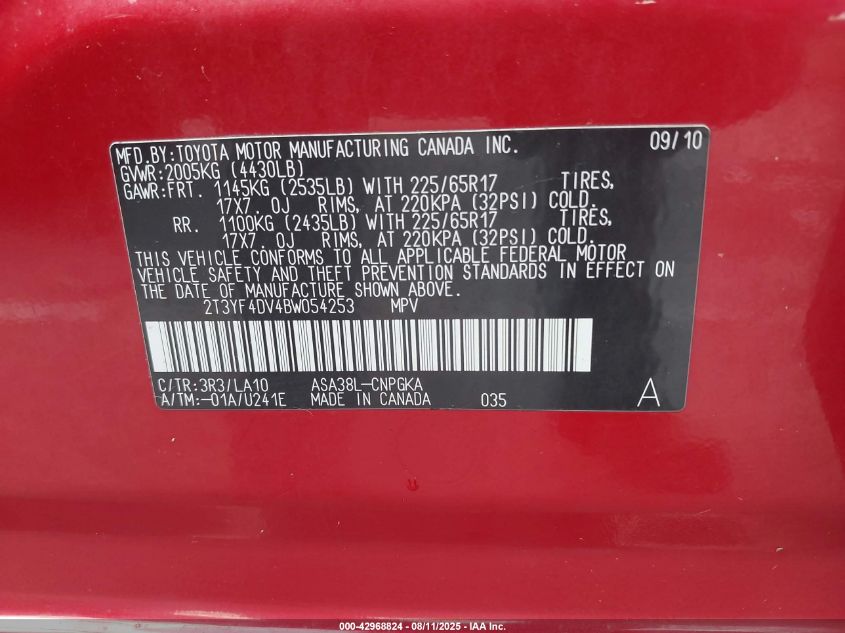 MFD.BY:TOYOTA MOTOR MANUFACTURING CANADA INC. 09/10
GVWR:2005KG (4430LB)
GAWR:FRT. 1145KG (2535LB) WITH 225/65R17 TIRES,
17X7.0J RIMS, AT 220KPA (32PSI) COLD.
RR. 1100KG (2435LB) WITH 225/65R17 TIRES,
17X7.0J RIMS, AT 220KPA (32PSI) COLD.
THIS VEHICLE CONFORMS TO ALL APPLICABLE FEDERAL MOTOR
VEHICLE SAFETY AND THEFT PREVENTION STANDARDS IN EFFECT ON
THE DATE OF MANUFACTURE SHOWN ABOVE.
2T3YF4DV4BW054253 MPV
C/TR:3R3/LA10 ASA38L-CNPGKA
A/TM:-01A/U241E MADE IN CANADA 035 A
000-42968824 - 08/11/2025 - IAA Inc.